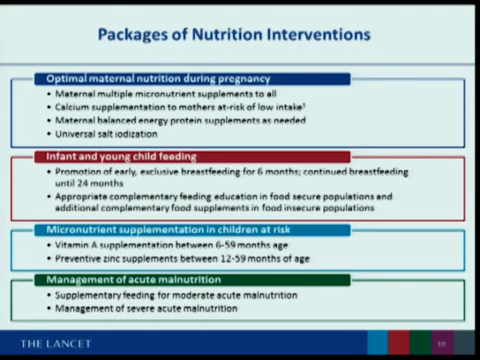 Packages of Nutrition Interventions
Optimal maternal nutrition during pregnancy
• Maternal multiple micronutrient supplements to all
• Calcium supplementation to mothers at-risk of low intake³
• Maternal balanced energy protein supplements as needed
• Universal salt iodization
Infant and young child feeding
• Promotion of early, exclusive breastfeeding for 6 months; continued breastfeeding
until 24 months
• Appropriate complementary feeding education in food secure populations and
additional complementary food supplements in food insecure populations
Micronutrient supplementation in children at risk
• Vitamin A supplementation between 6-59 months age
• Preventive zinc supplements between 12-59 months of age
Management of acute malnutrition
• Supplementary feeding for moderate acute malnutrition
• Management of severe acute malnutrition
THE LANCET